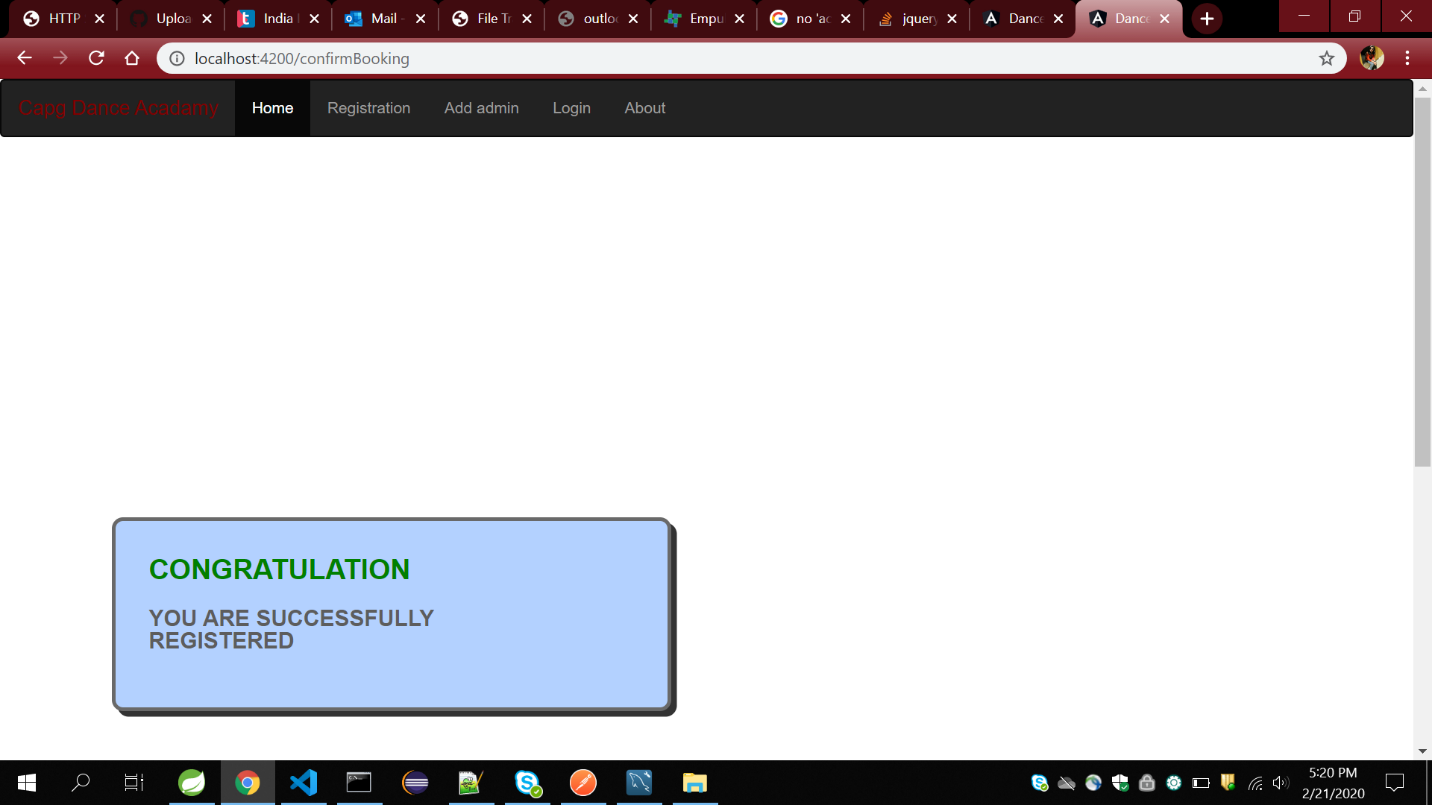 HTTP
Uploa
India
Mail -
File Tr
outloo
Empu
no 'ac
jquery
Dance
Dance
localhost:4200/confirmBooking
Capg Dance Acadamy Home Registration Add admin Login About
CONGRATULATION
YOU ARE SUCCESSFULLY
REGISTERED
5:20 PM
2/21/2020